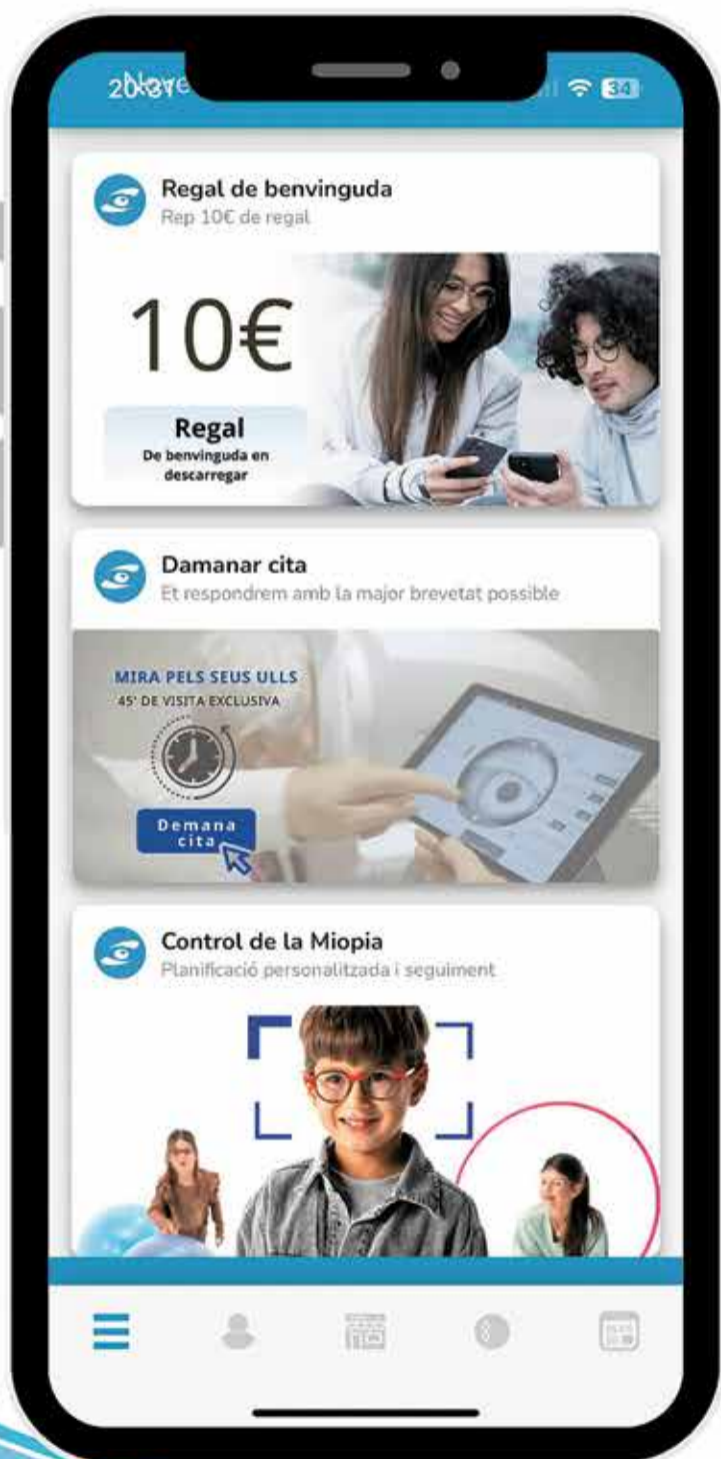 34
Regal de benvinguda
Rep 10€ de regal
10€
Regal
De benvinguda en
descarregar
Damanar cita
Et respondrem amb la major brevetat possible
MIRA PELS SEUS ULLS
45' DE VISITA EXCLUSIVA
Demana
cita
Control de la Miopia
Planificació personalitzada i seguiment